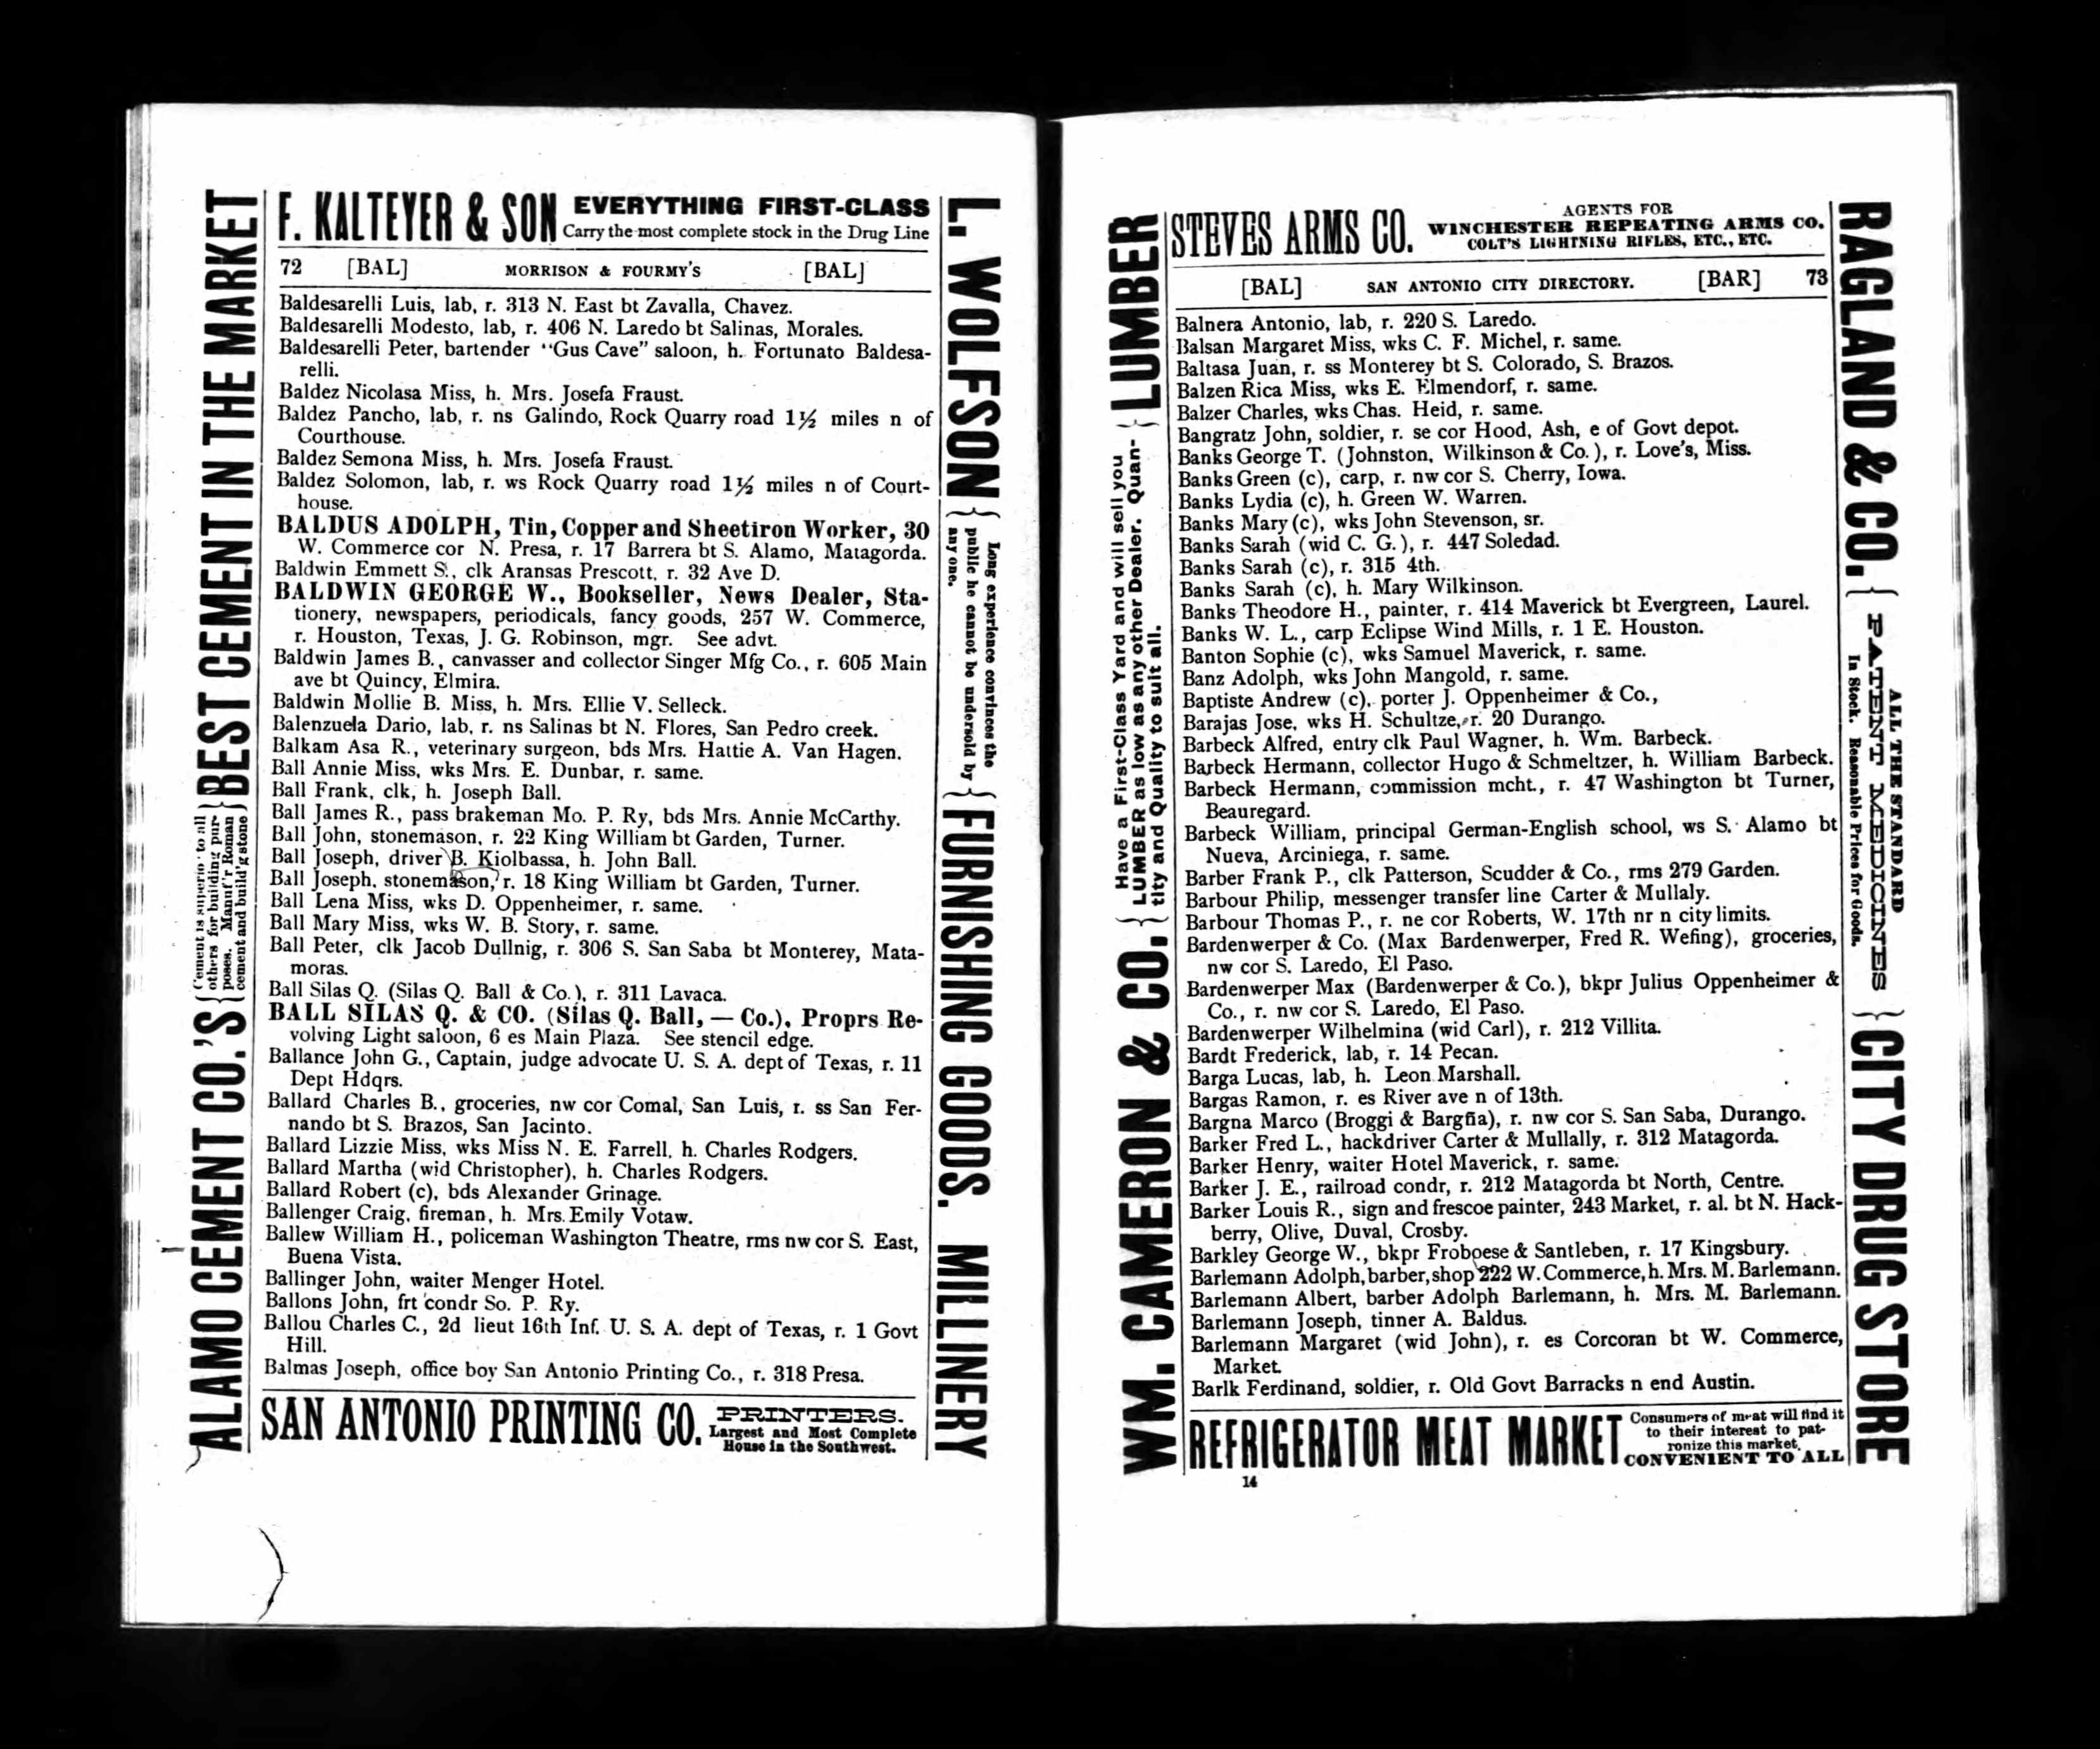 F. KALTEYER & SON EVERYTHING FIRST-CLASS
Carry the most complete stock in the Drug Line
72 [BAL] MORRISON & FOURMY'S [BAL]
Baldesarelli Luis, lab, r. 313 N. East bt Zavalla, Chavez.
Baldesarelli Modesto, lab, r. 406 N. Laredo bt Salinas, Morales.
Baldesarelli Peter, bartender "Gus Cave" saloon, h. Fortunato Baldesa-
relli.
Baldez Nicolasa Miss, h. Mrs. Josefa Fraust.
Baldez Pancho, lab, r. ns Galindo, Rock Quarry road 1½ miles n of
Courthouse.
Baldez Semona Miss, h. Mrs. Josefa Fraust.
Baldez Solomon, lab, r. ws Rock Quarry road 1½ miles n of Court-
house.
BALDUS ADOLPH, Tin, Copper and Sheetiron Worker, 30
W. Commerce cor N. Presa, r. 17 Barrera bt S. Alamo, Matagorda.
Baldwin Emmett S., clk Aransas Prescott, r. 32 Ave D.
BALDWIN GEORGE W., Bookseller, News Dealer, Sta-
tionery, newspapers, periodicals, fancy goods, 257 W. Commerce,
r. Houston, Texas, J. G. Robinson, mgr. See advt.
Baldwin James B., canvasser and collector Singer Mfg Co., r. 605 Main
ave bt Quincy, Elmira.
Baldwin Mollie B. Miss, h. Mrs. Ellie V. Selleck.
Balenzuela Dario, lab, r. ns Salinas bt N. Flores, San Pedro creek.
Balkam Asa R., veterinary surgeon, bds Mrs. Hattie A. Van Hagen.
Ball Annie Miss, wks Mrs. E. Dunbar, r. same.
Ball Frank, clk, h. Joseph Ball.
Ball James R., pass brakeman Mo. P. Ry, bds Mrs. Annie McCarthy.
Ball John, stonemason, r. 22 King William bt Garden, Turner.
Ball Joseph, driver B. Kiolbassa, h. John Ball.
Ball Joseph, stonemason, r. 18 King William bt Garden, Turner.
Ball Lena Miss, wks D. Oppenheimer, r. same.
Ball Mary Miss, wks W. B. Story, r. same.
Ball Peter, clk Jacob Dullnig, r. 306 S. San Saba bt Monterey, Mata-
moras.
Ball Silas Q. (Silas Q. Ball & Co.), r. 311 Lavaca.
BALL SILAS Q. & CO. (Silas Q. Ball, — Co.), Proprs Re-
volving Light saloon, 6 es Main Plaza. See stencil edge.
Ballance John G., Captain, judge advocate U. S. A. dept of Texas, r. 11
Dept Hdqrs.
Ballard Charles B., groceries, nw cor Comal, San Luis, r. ss San Fer-
nando bt S. Brazos, San Jacinto.
Ballard Lizzie Miss, wks Miss N. E. Farrell, h. Charles Rodgers.
Ballard Martha (wid Christopher), h. Charles Rodgers.
Ballard Robert (c), bds Alexander Grinage.
Ballenger Craig, fireman, h. Mrs. Emily Votaw.
Ballew William H., policeman Washington Theatre, rms nw cor S. East,
Buena Vista.
Ballinger John, waiter Menger Hotel.
Ballons John, frt condr So. P. Ry.
Ballou Charles C., 2d lieut 16th Inf. U. S. A. dept of Texas, r. 1 Govt
Hill.
Balmas Joseph, office boy San Antonio Printing Co., r. 318 Presa.
SAN ANTONIO PRINTING CO. PRINTERS.
Largest and Most Complete
House in the Southwest.
ALAMO CEMENT CO.'S { Cement is superior to all
others for building pur-
poses. Manuf'r Roman
cement and build'g stone } BEST CEMENT IN THE MARKET
L. WOLFSON { Long experience convinces the
public he cannot be undersold by
any one. } FURNISHING GOODS. MILLINERY
WM. CAMERON & CO. { Have a First-Class Yard and will sell you
LUMBER as low as any other Dealer. Quan-
tity and Quality to suit all. } LUMBER
STEVES ARMS CO. AGENTS FOR
WINCHESTER REPEATING ARMS CO.
COLT'S LIGHTNING RIFLES, ETC., ETC.
[BAL] SAN ANTONIO CITY DIRECTORY. [BAR] 73
Balnera Antonio, lab, r. 220 S. Laredo.
Balsan Margaret Miss, wks C. F. Michel, r. same.
Baltasa Juan, r. ss Monterey bt S. Colorado, S. Brazos.
Balzen Rica Miss, wks E. Elmendorf, r. same.
Balzer Charles, wks Chas. Heid, r. same.
Bangratz John, soldier, r. se cor Hood, Ash, e of Govt depot.
Banks George T. (Johnston, Wilkinson & Co.), r. Love's, Miss.
Banks Green (c), carp, r. nw cor S. Cherry, Iowa.
Banks Lydia (c), h. Green W. Warren.
Banks Mary (c), wks John Stevenson, sr.
Banks Sarah (wid C. G.), r. 447 Soledad.
Banks Sarah (c), r. 315 4th.
Banks Sarah (c), h. Mary Wilkinson.
Banks Theodore H., painter, r. 414 Maverick bt Evergreen, Laurel.
Banks W. L., carp Eclipse Wind Mills, r. 1 E. Houston.
Banton Sophie (c), wks Samuel Maverick, r. same.
Banz Adolph, wks John Mangold, r. same.
Baptiste Andrew (c), porter J. Oppenheimer & Co.,
Barajas Jose, wks H. Schultze, r. 20 Durango.
Barbeck Alfred, entry clk Paul Wagner, h. Wm. Barbeck.
Barbeck Hermann, collector Hugo & Schmeltzer, h. William Barbeck.
Barbeck Hermann, commission mcht., r. 47 Washington bt Turner,
Beauregard.
Barbeck William, principal German-English school, ws S. Alamo bt
Nueva, Arciniega, r. same.
Barber Frank P., clk Patterson, Scudder & Co., rms 279 Garden.
Barbour Philip, messenger transfer line Carter & Mullaly.
Barbour Thomas P., r. ne cor Roberts, W. 17th nr n city limits.
Bardenwerper & Co. (Max Bardenwerper, Fred R. Wefing), groceries,
nw cor S. Laredo, El Paso.
Bardenwerper Max (Bardenwerper & Co.), bkpr Julius Oppenheimer &
Co., r. nw cor S. Laredo, El Paso.
Bardenwerper Wilhelmina (wid Carl), r. 212 Villita.
Bardt Frederick, lab, r. 14 Pecan.
Barga Lucas, lab, h. Leon Marshall.
Bargas Ramon, r. es River ave n of 13th.
Bargna Marco (Broggi & Bargfia), r. nw cor S. San Saba, Durango.
Barker Fred L., hackdriver Carter & Mullally, r. 312 Matagorda.
Barker Henry, waiter Hotel Maverick, r. same.
Barker J. E., railroad condr, r. 212 Matagorda bt North, Centre.
Barker Louis R., sign and frescoe painter, 243 Market, r. al. bt N. Hack-
berry, Olive, Duval, Crosby.
Barkley George W., bkpr Froboese & Santleben, r. 17 Kingsbury.
Barlemann Adolph, barber, shop 222 W. Commerce, h. Mrs. M. Barlemann.
Barlemann Albert, barber Adolph Barlemann, h. Mrs. M. Barlemann.
Barlemann Joseph, tinner A. Baldus.
Barlemann Margaret (wid John), r. es Corcoran bt W. Commerce,
Market.
Barlk Ferdinand, soldier, r. Old Govt Barracks n end Austin.
REFRIGERATOR MEAT MARKET Consumers of meat will find it
to their interest to pat-
ronize this market.
CONVENIENT TO ALL
14
RAGLAND & CO. { ALL THE STANDARD
PATENT MEDICINES
In Stock. Reasonable Prices for Goods. } CITY DRUG STORE